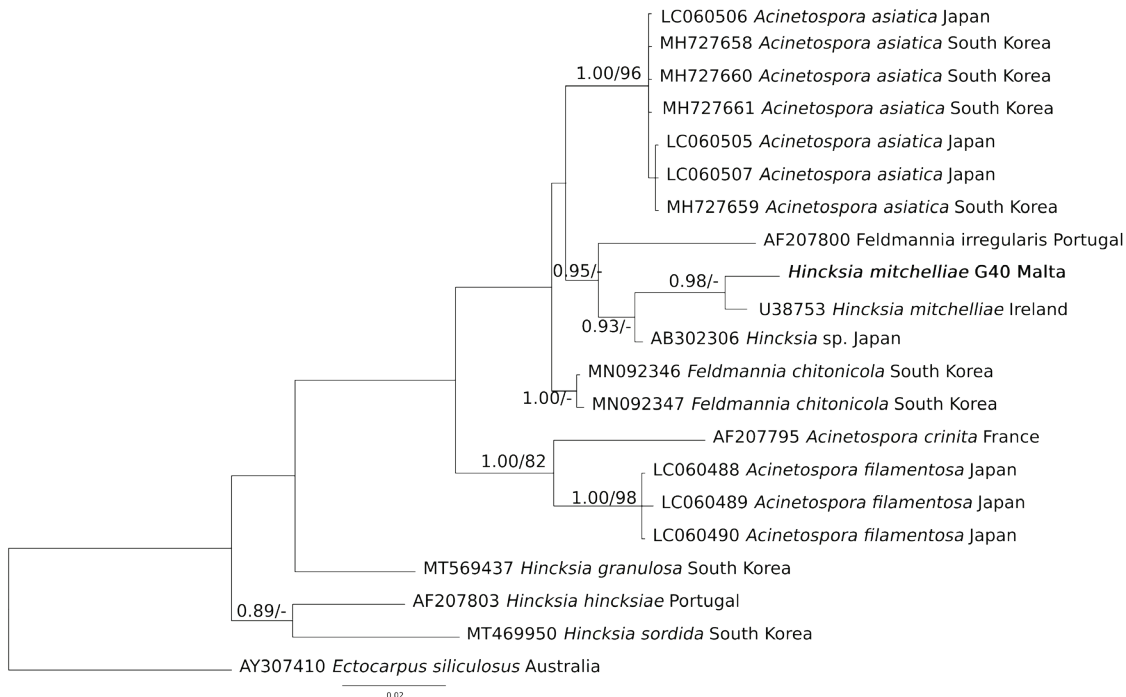 LC060506 Acinetospora asiatica Japan
MH727658 Acinetospora asiatica South Korea
1.00/96
MH727660 Acinetospora asiatica South Korea
MH727661 Acinetospora asiatica South Korea
LC060505 Acinetospora asiatica Japan
LC060507 Acinetospora asiatica Japan
MH727659 Acinetospora asiatica South Korea
AF207800 Feldmannia irregularis Portugal
0.95/-
Hincksia mitchelliae G40 Malta
0.98/-
U38753 Hincksia mitchelliae Ireland
0.93/-
AB302306 Hincksia sp. Japan
MN092346 Feldmannia chitonicola South Korea
1.00/-
MN092347 Feldmannia chitonicola South Korea
AF207795 Acinetospora crinita France
1.00/82
LC060488 Acinetospora filamentosa Japan
1.00/98
LC060489 Acinetospora filamentosa Japan
LC060490 Acinetospora filamentosa Japan
MT569437 Hincksia granulosa South Korea
AF207803 Hincksia hincksiae Portugal
0.89/-
MT469950 Hincksia sordida South Korea
AY307410 Ectocarpus siliculosus Australia
0.02